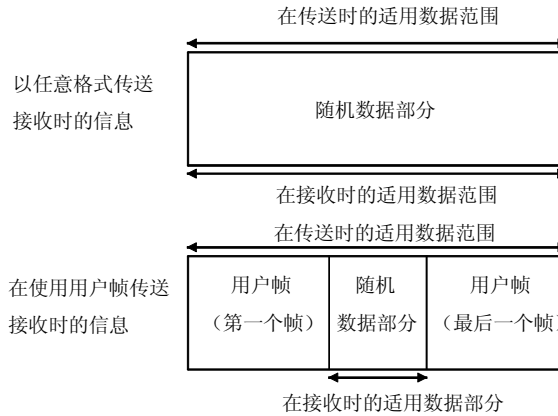 在传送时的适用数据范围
以任意格式传送
接收时的信息
随机数据部分
在接收时的适用数据范围
在传送时的适用数据范围
在使用用户帧传送
接收时的信息
用户帧
（第一个帧）
随机
数据部分
用户帧
（最后一个帧）
在接收时的适用数据部分